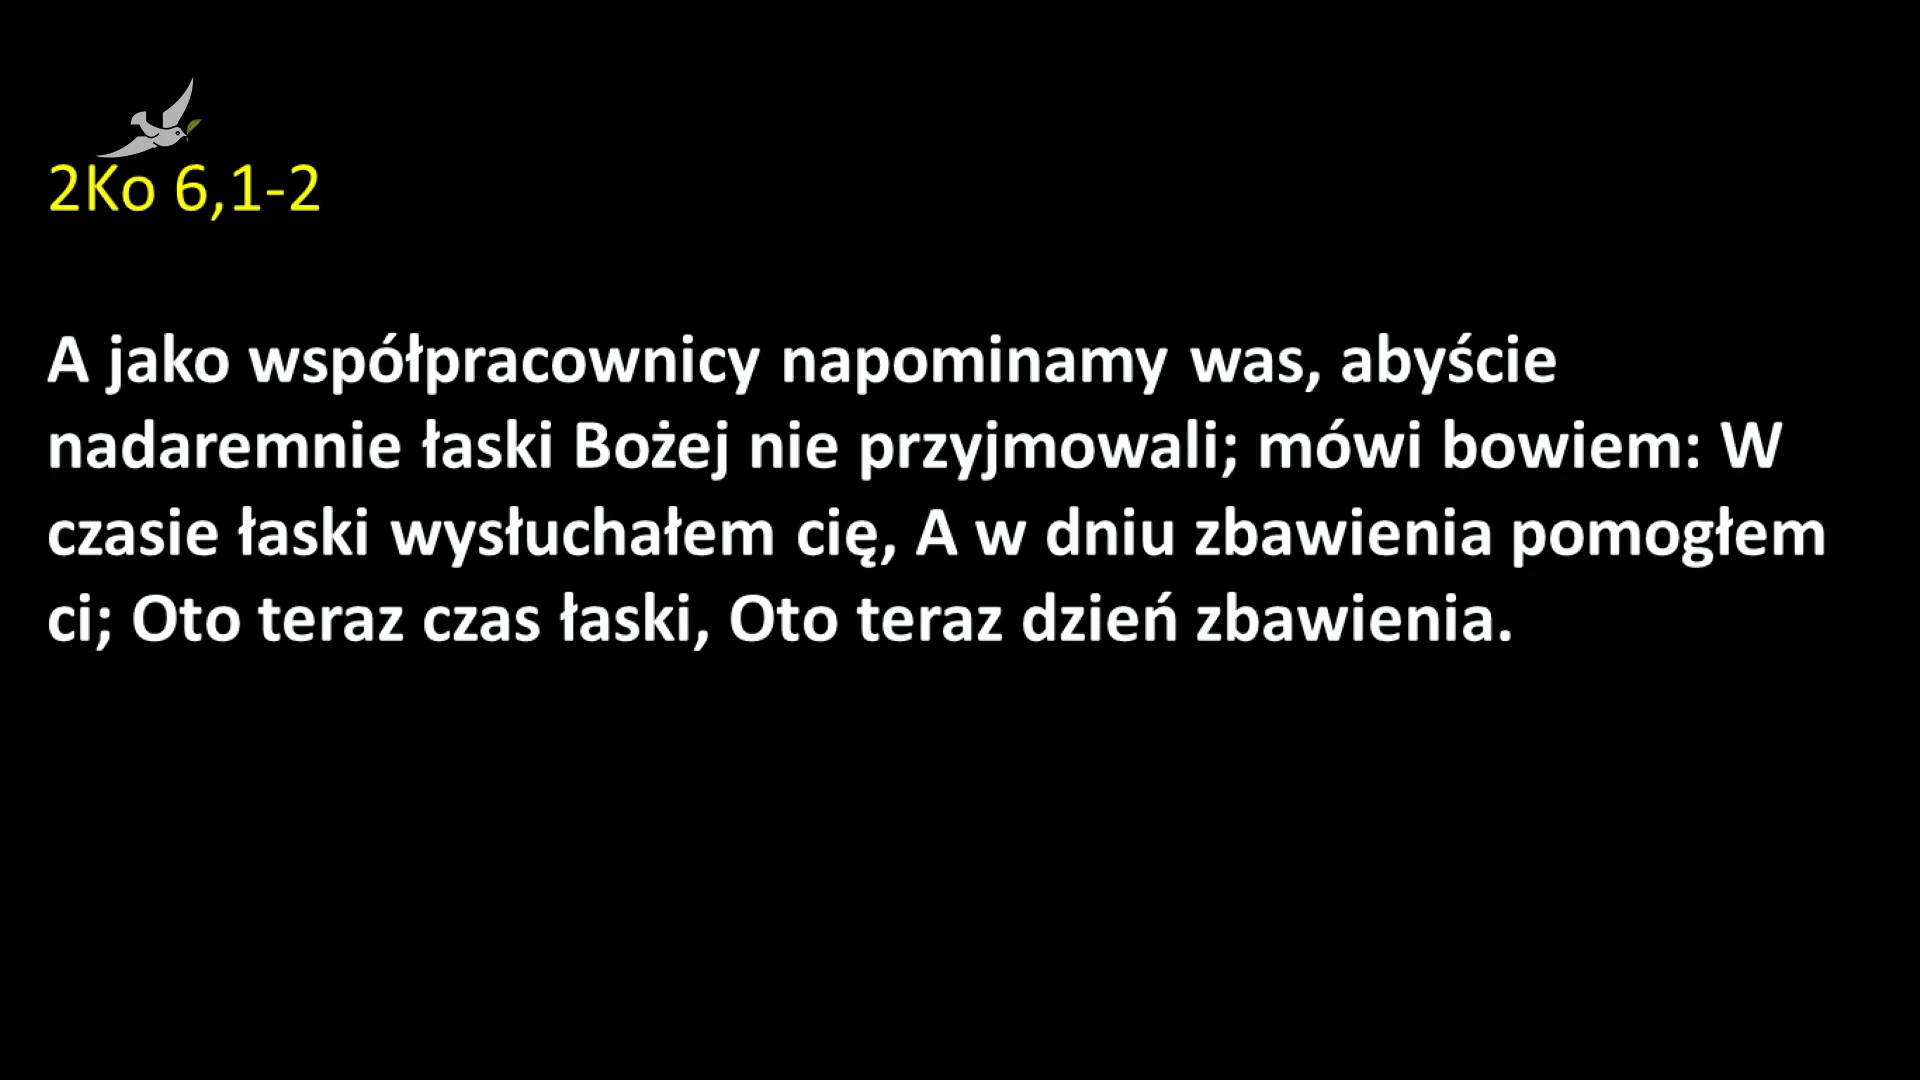 2Ko 6,1-2
A jako współpracownicy napominamy was, abyście
nadaremnie łaski Bożej nie przyjmowali; mówi bowiem: W
czasie łaski wysłuchałem cię, A w dniu zbawienia pomogłem
ci; Oto teraz czas łaski, Oto teraz dzień zbawienia.